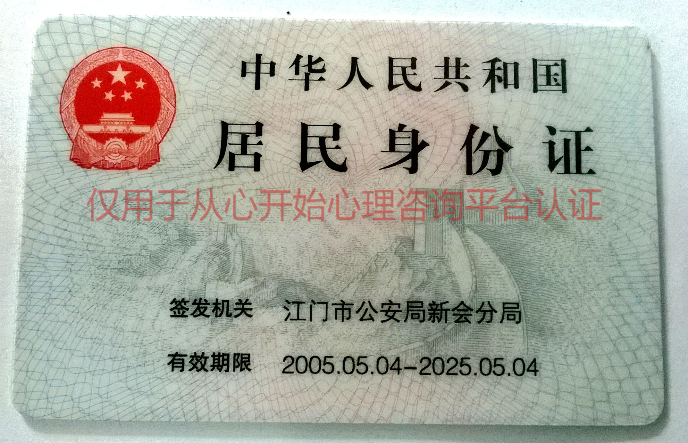 中华人民共和国
居民身份证
仅用于从心开始心理咨询平台认证
签发机关 江门市公安局新会分局
有效期限 2005.05.04-2025.05.04